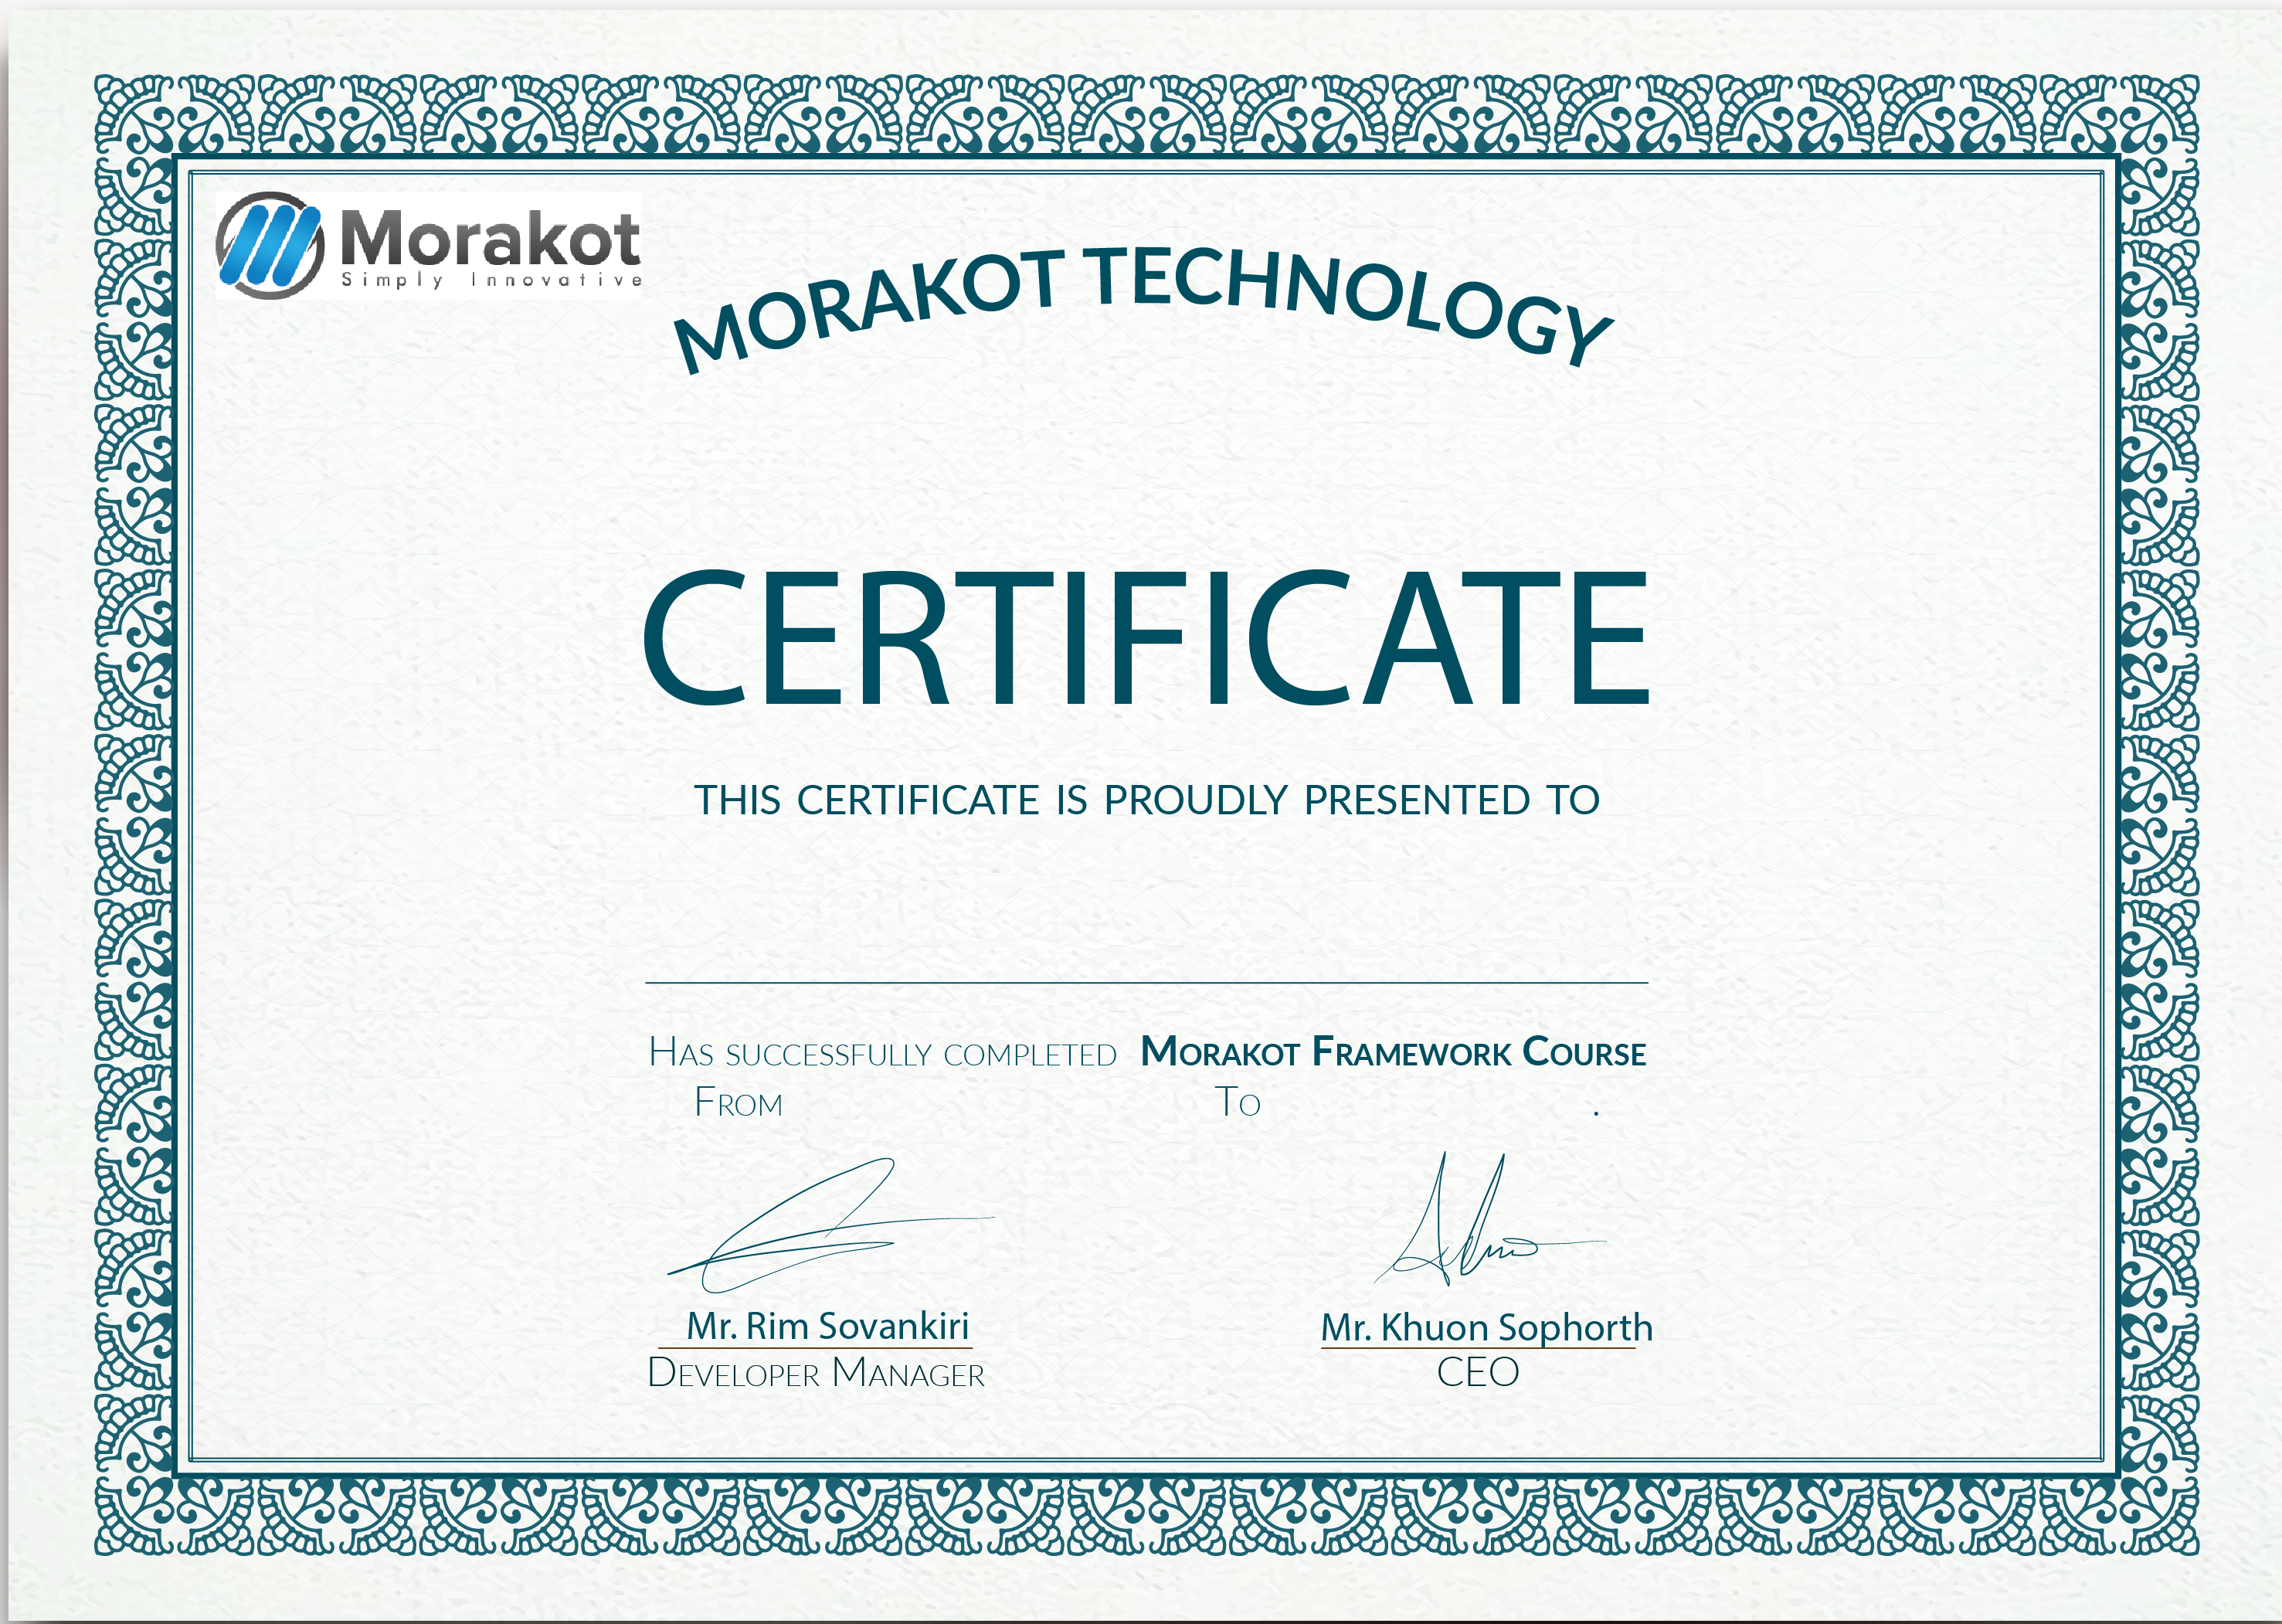 Morakot
Simply Innovative
MORAKOT TECHNOLOGY
CERTIFICATE
THIS CERTIFICATE IS PROUDLY PRESENTED TO
HAS SUCCESSFULLY COMPLETED MORAKOT FRAMEWORK COURSE
FROM TO .
Mr. Rim Sovankiri Mr. Khuon Sophorth
DEVELOPER MANAGER CEO